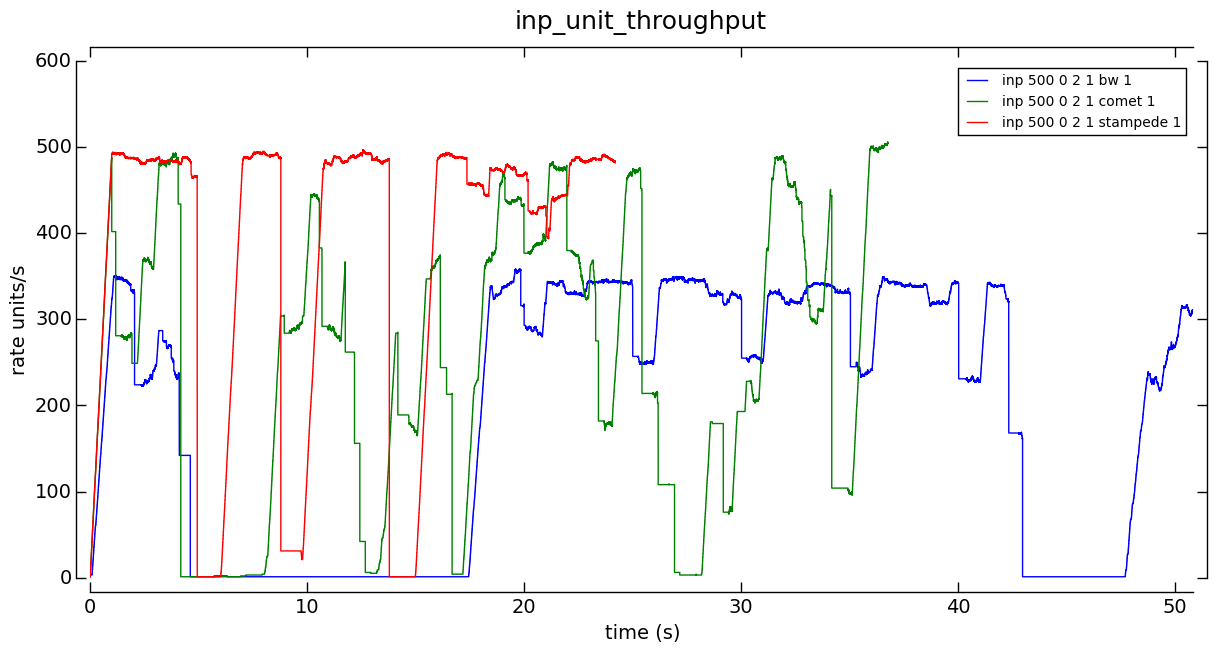 inp_unit_throughput
600
500
400
300
200
100
0
rate units/s
inp 500 0 2 1 bw 1
inp 500 0 2 1 comet 1
inp 500 0 2 1 stampede 1
0 10 20 30 40 50
time (s)